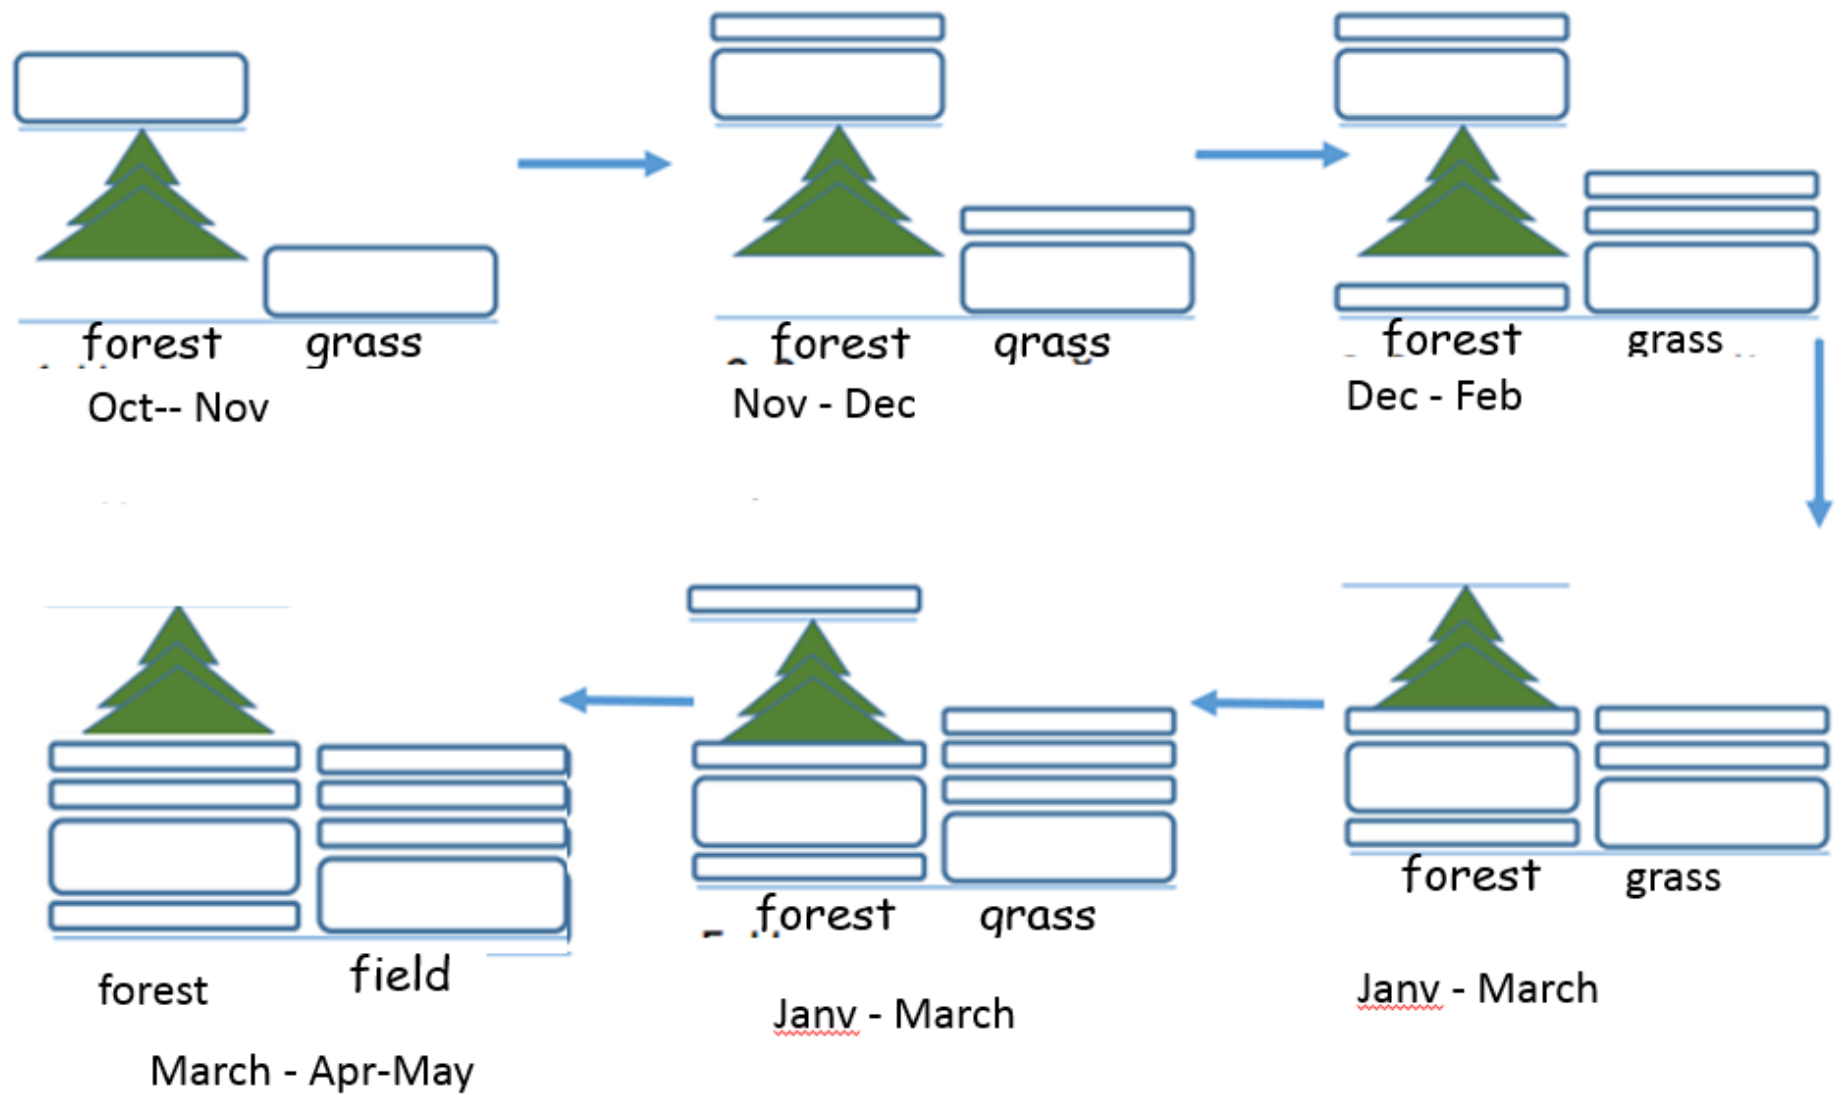 forest grass
Oct-- Nov
forest grass
Nov - Dec
forest grass
Dec - Feb
forest grass
Janv - March
forest grass
Janv - March
forest field
March - Apr-May